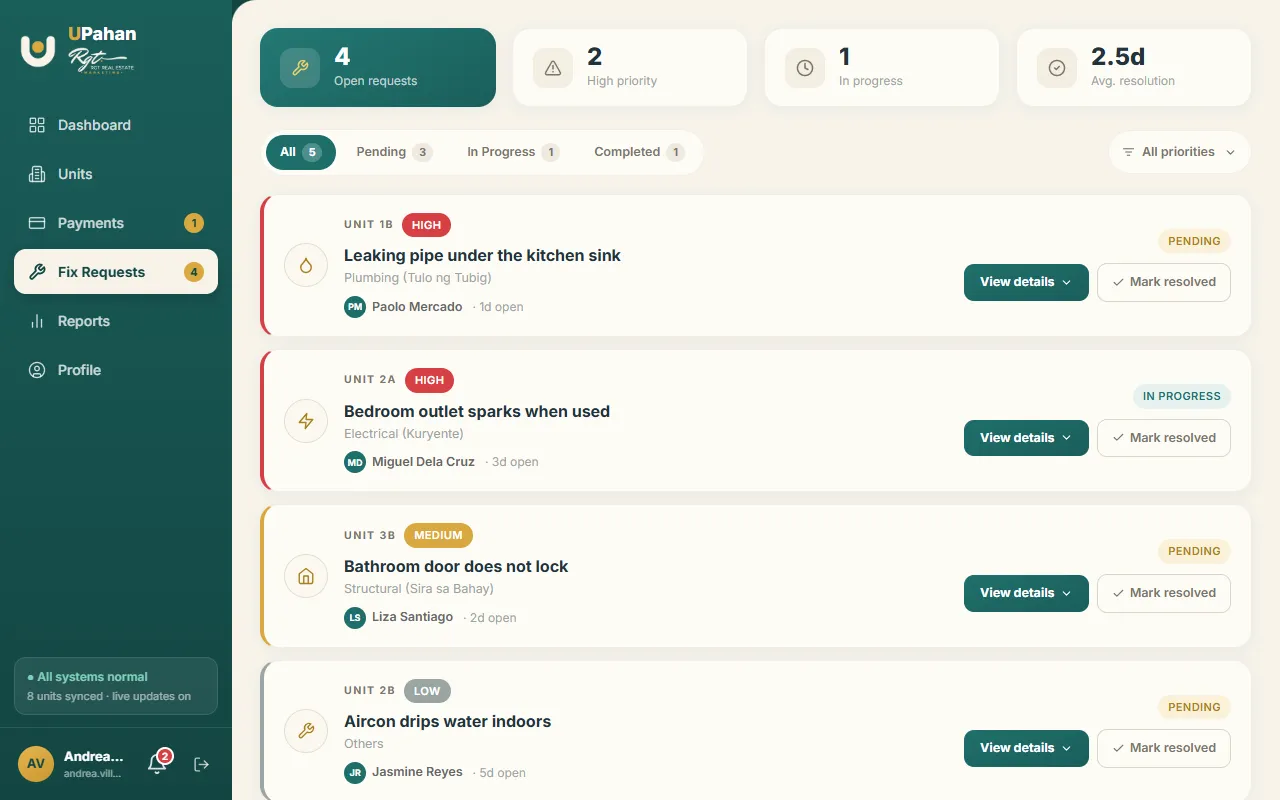 UPahan
Rgt
RGT REAL ESTATE
MARKETING
Dashboard
Units
Payments 1
Fix Requests 4
Reports
Profile
● All systems normal
8 units synced · live updates on
AV
Andrea...
andrea.vill...
2
4
Open requests
2
High priority
1
In progress
2.5d
Avg. resolution
All 5
Pending 3
In Progress 1
Completed 1
All priorities
UNIT 1B HIGH
Leaking pipe under the kitchen sink
Plumbing (Tulo ng Tubig)
PM Paolo Mercado · 1d open
PENDING
View details
Mark resolved
UNIT 2A HIGH
Bedroom outlet sparks when used
Electrical (Kuryente)
MD Miguel Dela Cruz · 3d open
IN PROGRESS
View details
Mark resolved
UNIT 3B MEDIUM
Bathroom door does not lock
Structural (Sira sa Bahay)
LS Liza Santiago · 2d open
PENDING
View details
Mark resolved
UNIT 2B LOW
Aircon drips water indoors
Others
JR Jasmine Reyes · 5d open
PENDING
View details
Mark resolved